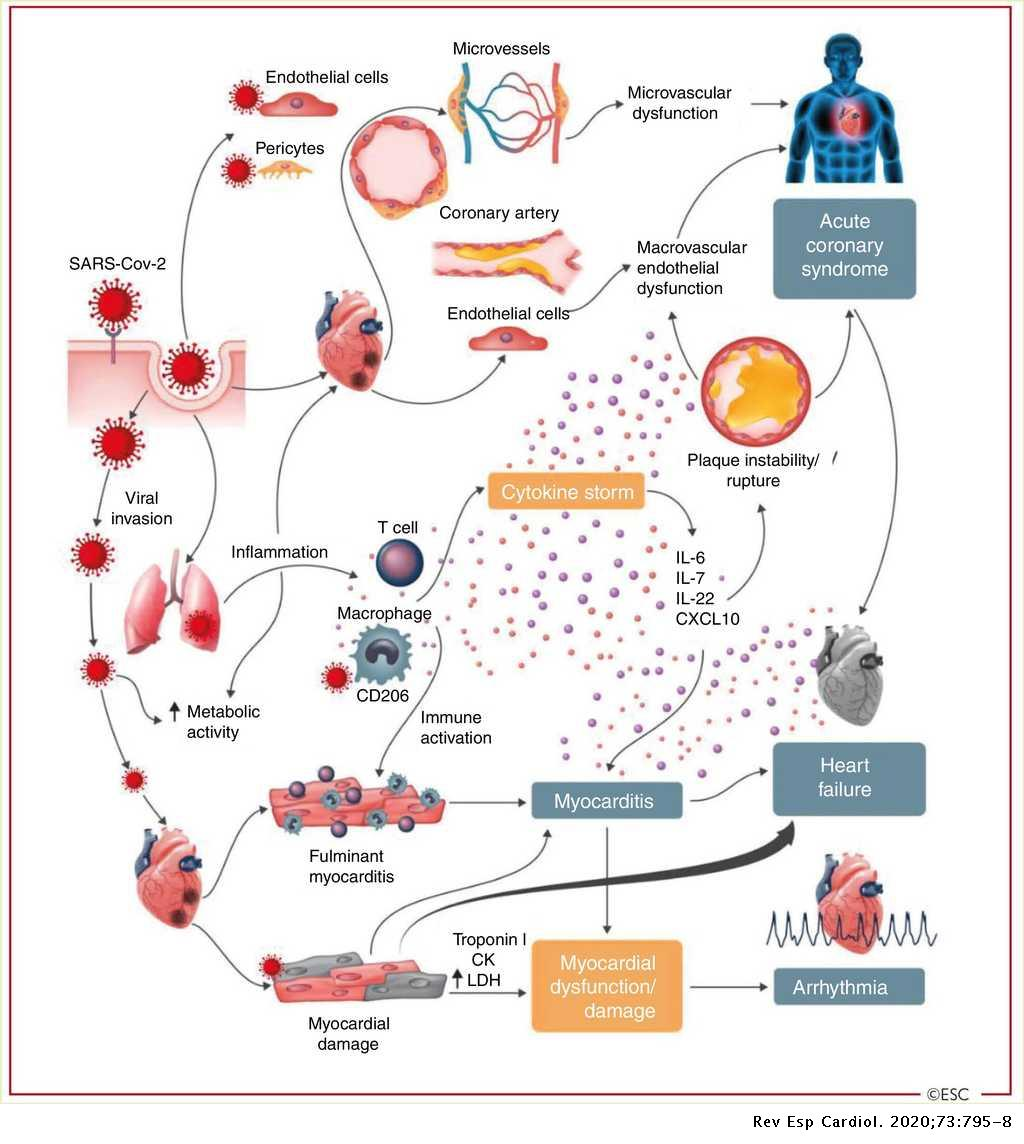 Microvessels
Endothelial cells
Microvascular
dysfunction
Pericytes
Coronary artery
Acute
coronary
syndrome
SARS-Cov-2
Macrovascular
endothelial
dysfunction
Endothelial cells
Plaque instability/
rupture
Cytokine storm
Viral
invasion
T cell
Inflammation
IL-6
IL-7
IL-22
CXCL10
Macrophage
CD206
Metabolic
activity
Immune
activation
Heart
failure
Myocarditis
Fulminant
myocarditis
Troponin I
CK
LDH
Myocardial
dysfunction/
damage
Arrhythmia
Myocardial
damage
©ESC
Rev Esp Cardiol. 2020;73:795-8